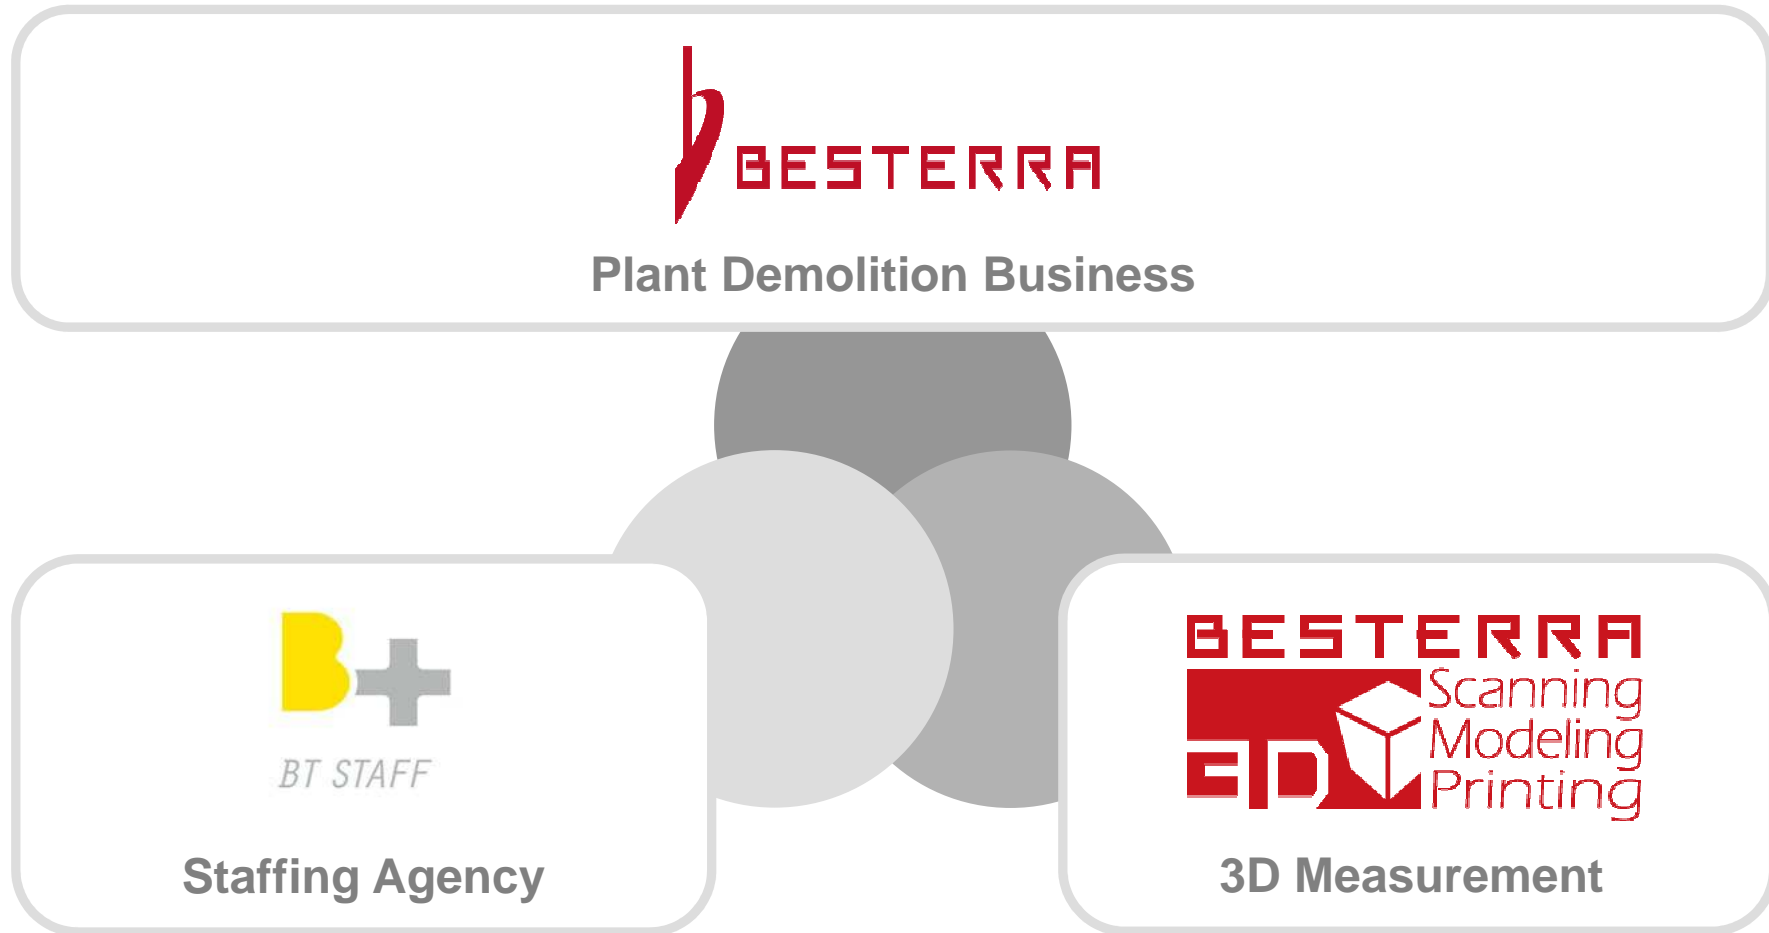 BESTERRA
Plant Demolition Business
B+
BT STAFF
Staffing Agency
BESTERRA
Scanning
Modeling
Printing
3D
3D Measurement